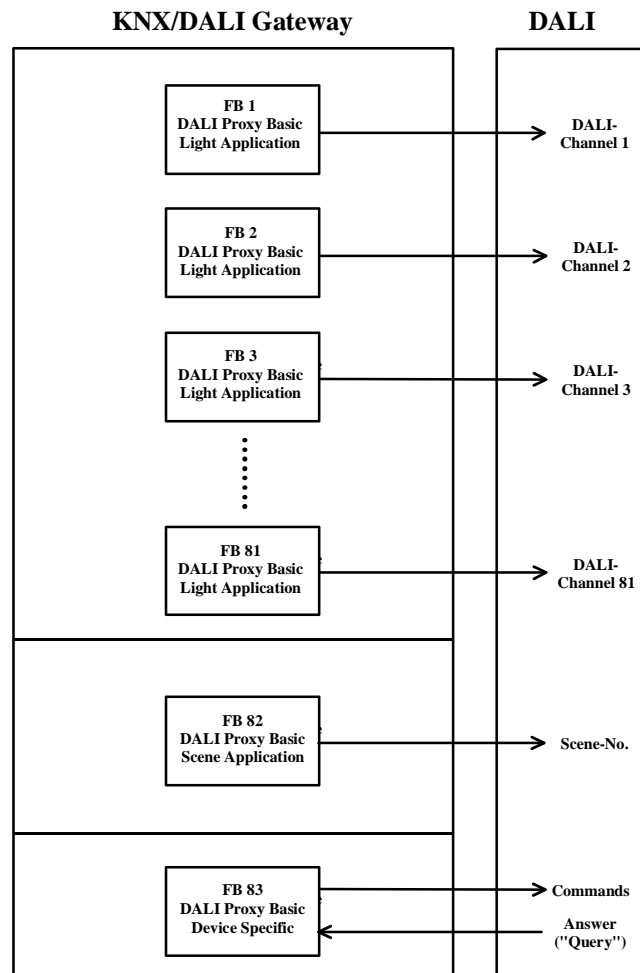 KNX/DALI Gateway
DALI
FB 1
DALI Proxy Basic
Light Application
DALI-
Channel 1
FB 2
DALI Proxy Basic
Light Application
DALI-
Channel 2
FB 3
DALI Proxy Basic
Light Application
DALI-
Channel 3
FB 81
DALI Proxy Basic
Light Application
DALI-
Channel 81
FB 82
DALI Proxy Basic
Scene Application
Scene-No.
FB 83
DALI Proxy Basic
Device Specific
Commands
Answer
("Query")